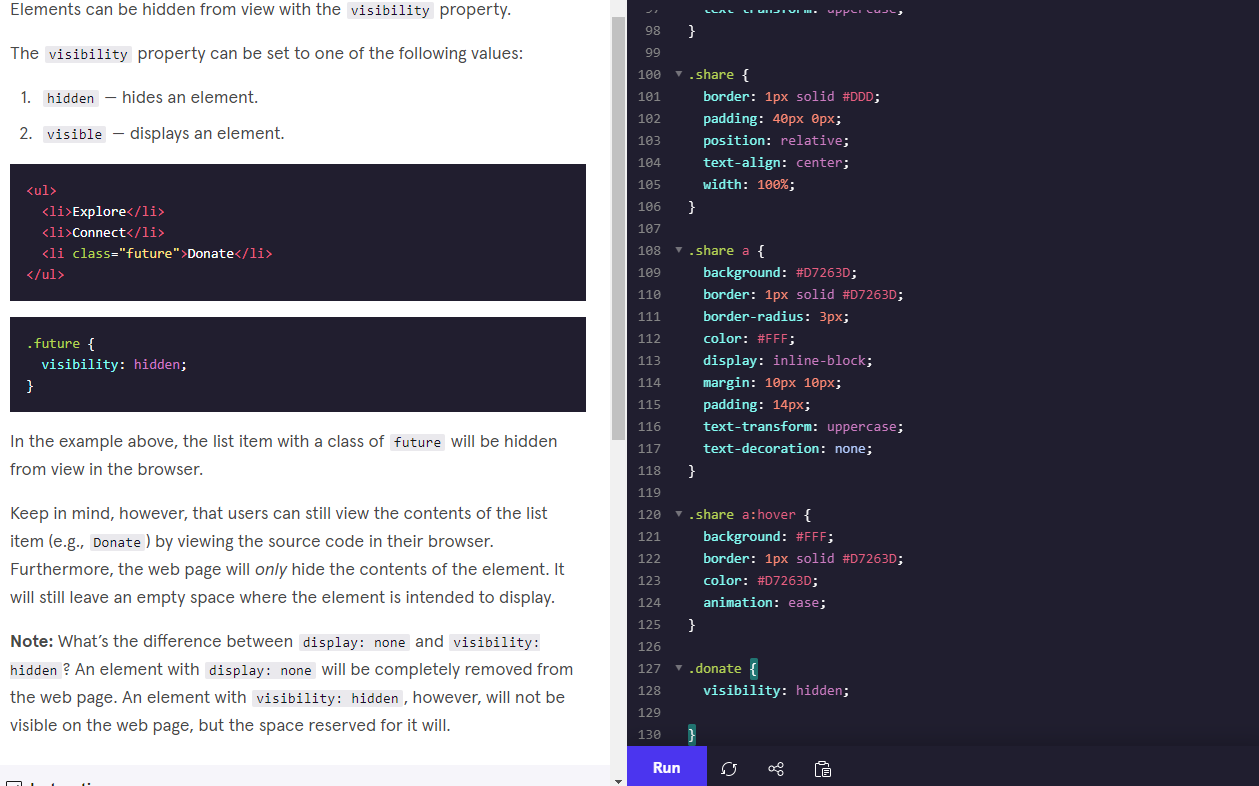 Elements can be hidden from view with the visibility property.
The visibility property can be set to one of the following values:
1. hidden — hides an element.
2. visible — displays an element.
<ul>
<li>Explore</li>
<li>Connect</li>
<li class="future">Donate</li>
</ul>
.future {
visibility: hidden;
}
In the example above, the list item with a class of future will be hidden
from view in the browser.
Keep in mind, however, that users can still view the contents of the list
item (e.g., Donate) by viewing the source code in their browser.
Furthermore, the web page will only hide the contents of the element. It
will still leave an empty space where the element is intended to display.
Note: What’s the difference between display: none and visibility:
hidden? An element with display: none will be completely removed from
the web page. An element with visibility: hidden, however, will not be
visible on the web page, but the space reserved for it will.
97 text-transform: uppercase;
98 }
99
100 .share {
101 border: 1px solid #DDD;
102 padding: 40px 0px;
103 position: relative;
104 text-align: center;
105 width: 100%;
106 }
107
108 .share a {
109 background: #D7263D;
110 border: 1px solid #D7263D;
111 border-radius: 3px;
112 color: #FFF;
113 display: inline-block;
114 margin: 10px 10px;
115 padding: 14px;
116 text-transform: uppercase;
117 text-decoration: none;
118 }
119
120 .share a:hover {
121 background: #FFF;
122 border: 1px solid #D7263D;
123 color: #D7263D;
124 animation: ease;
125 }
126
127 .donate {
128 visibility: hidden;
129
130 }
Run